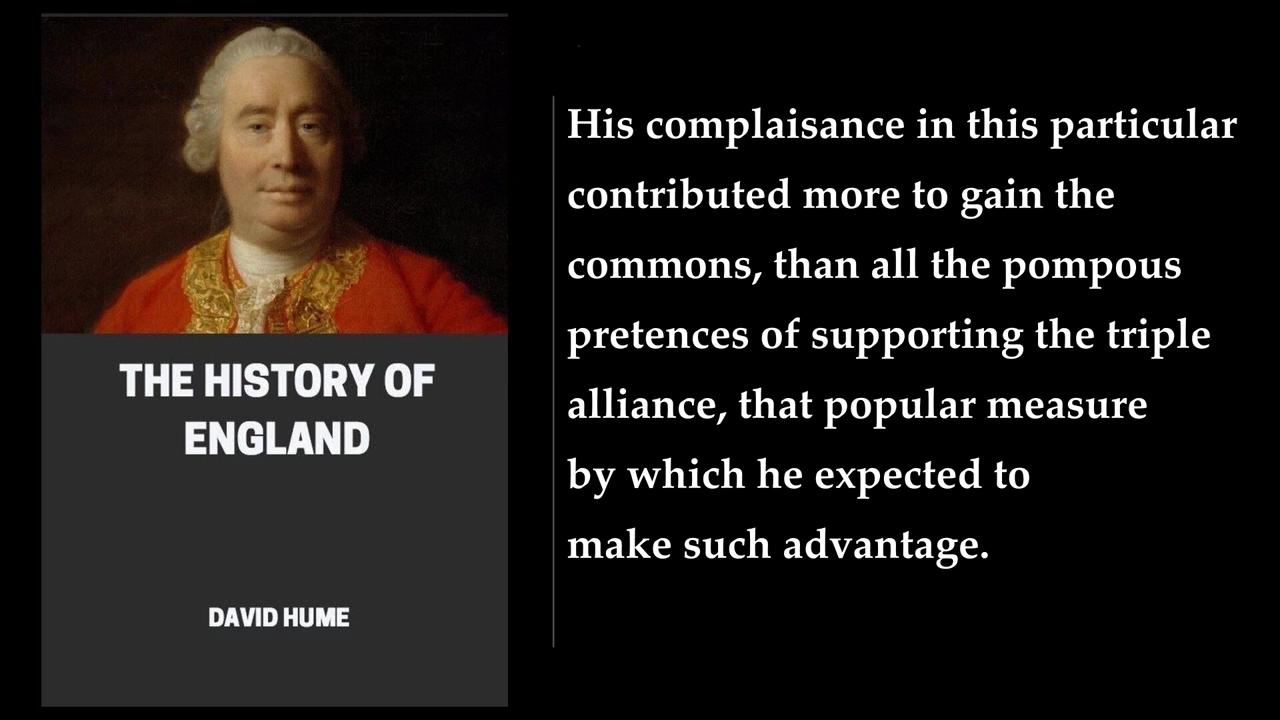 THE HISTORY OF
ENGLAND
DAVID HUME
His complaisance in this particular
contributed more to gain the
commons, than all the pompous
pretences of supporting the triple
alliance, that popular measure
by which he expected to
make such advantage.